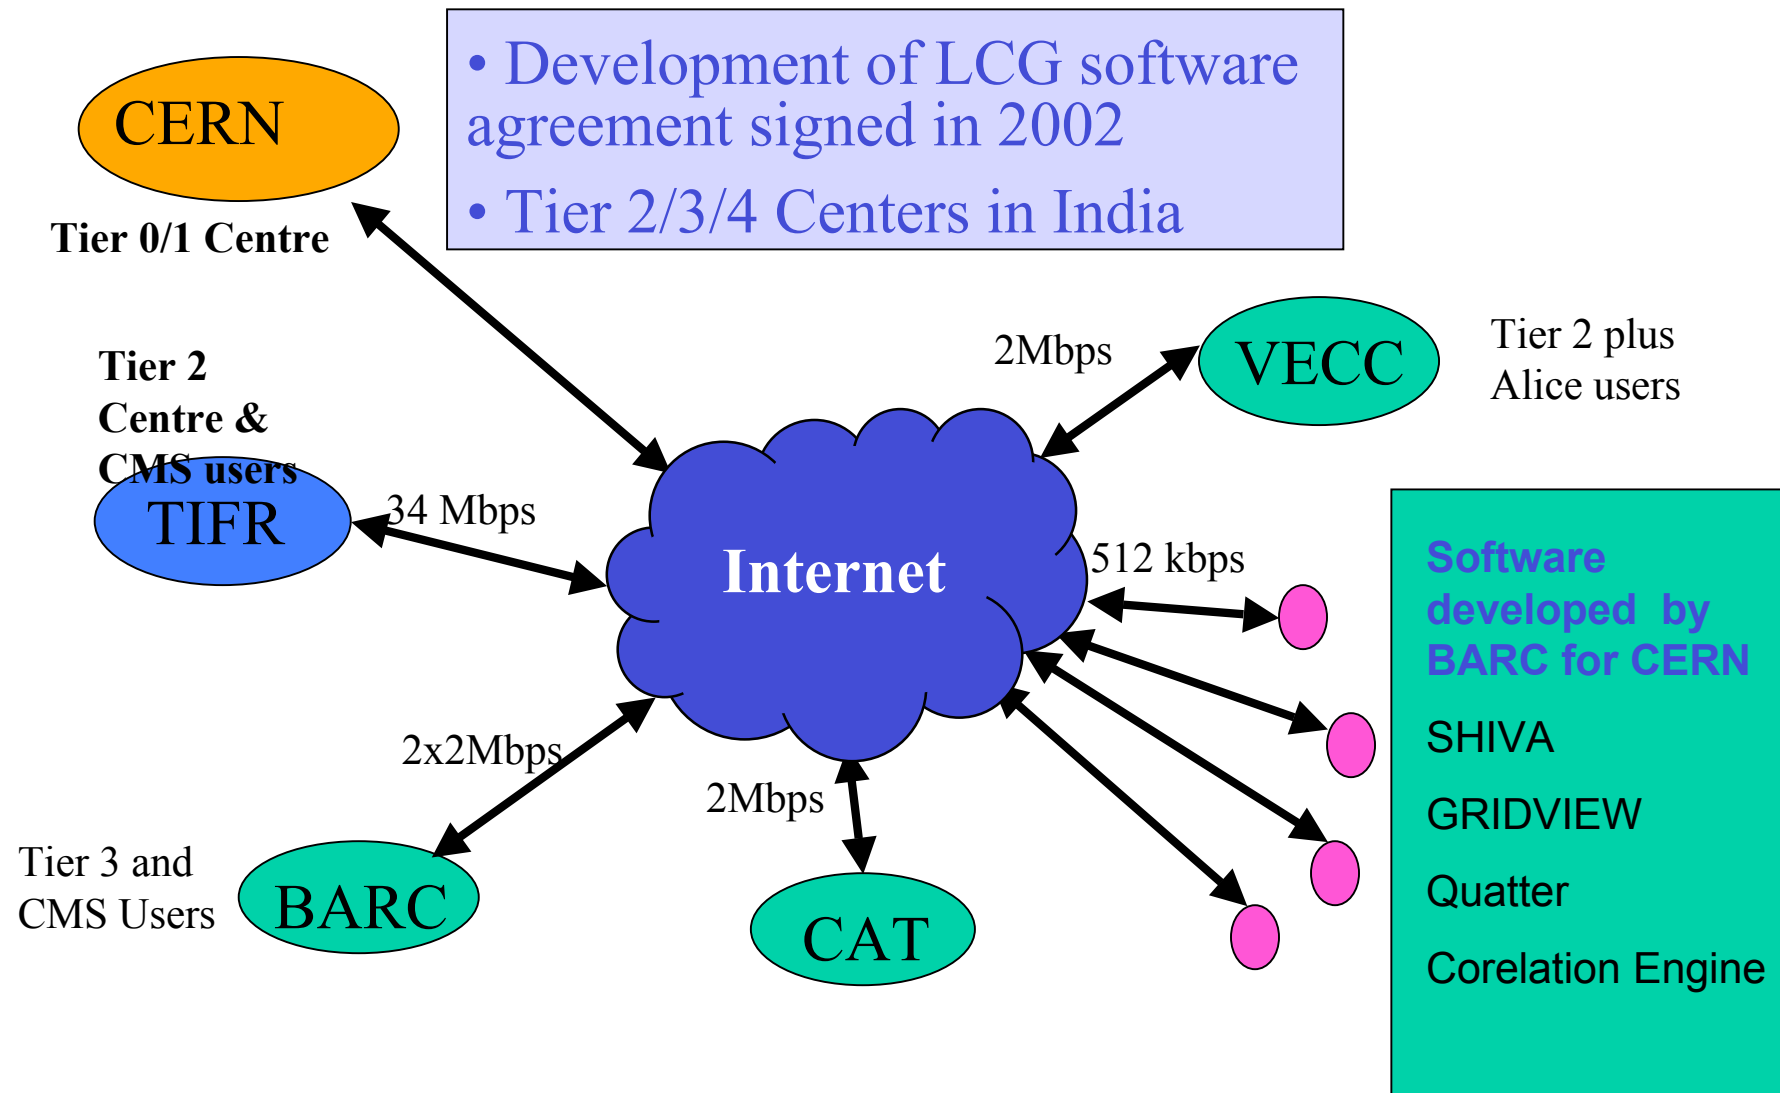 • Development of LCG software
agreement signed in 2002
• Tier 2/3/4 Centers in India
CERN
Tier 0/1 Centre
Tier 2
Centre &
CMS users
TIFR
34 Mbps
2Mbps
VECC
Tier 2 plus
Alice users
Internet
512 kbps
2x2Mbps
2Mbps
Tier 3 and
CMS Users
BARC
CAT
Software
developed by
BARC for CERN
SHIVA
GRIDVIEW
Quatter
Corelation Engine